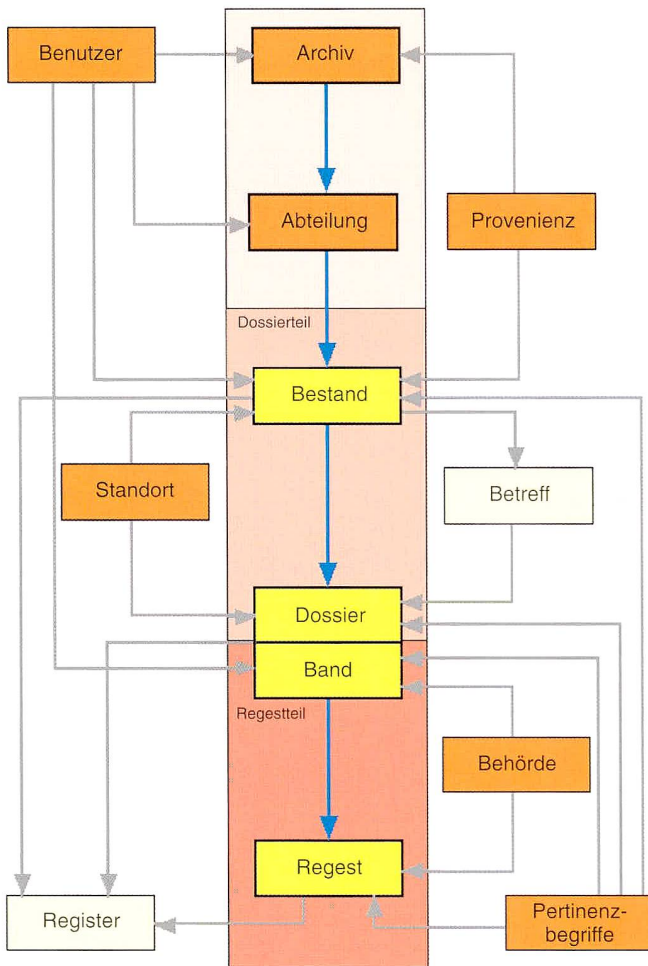 Benutzer
Archiv
Abteilung
Provenienz
Dossierteil
Bestand
Standort
Betreff
Dossier
Band
Regestteil
Behörde
Regest
Register
Pertinenz-
begriffe